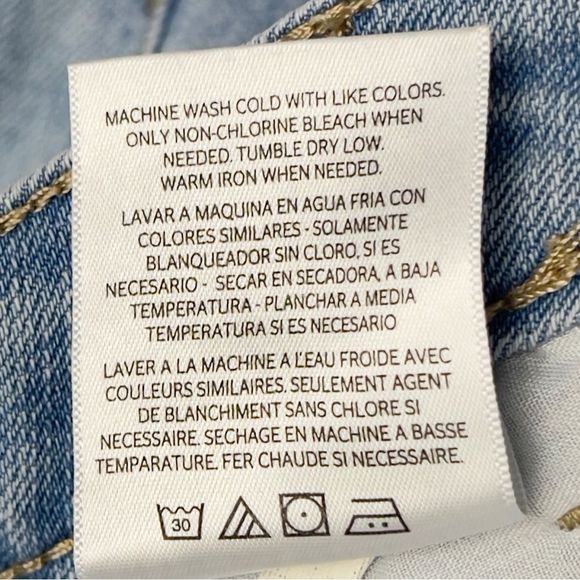 MACHINE WASH COLD WITH LIKE COLORS.
ONLY NON-CHLORINE BLEACH WHEN
NEEDED. TUMBLE DRY LOW.
WARM IRON WHEN NEEDED.
LAVAR A MAQUINA EN AGUA FRIA CON
COLORES SIMILARES - SOLAMENTE
BLANQUEADOR SIN CLORO, SI ES
NECESARIO - SECAR EN SECADORA, A BAJA
TEMPERATURA - PLANCHAR A MEDIA
TEMPERATURA SI ES NECESARIO
LAVER A LA MACHINE A L'EAU FROIDE AVEC
COULEURS SIMILAIRES. SEULEMENT AGENT
DE BLANCHIMENT SANS CHLORE SI
NECESSAIRE. SECHAGE EN MACHINE A BASSE
TEMPARATURE. FER CHAUDE SI NECESSAIRE.
30